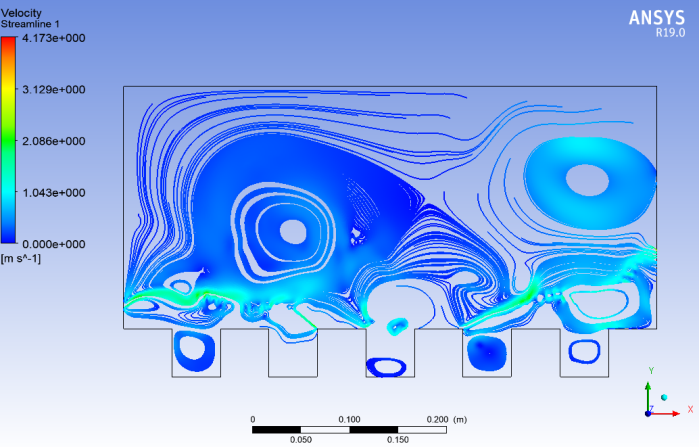 Velocity
Streamline 1
ANSYS
R19.0
4.173e+000
3.129e+000
2.086e+000
1.043e+000
0.000e+000
[m s^-1]
0 0.100 0.200 (m)
0.050 0.150
Y
Z X